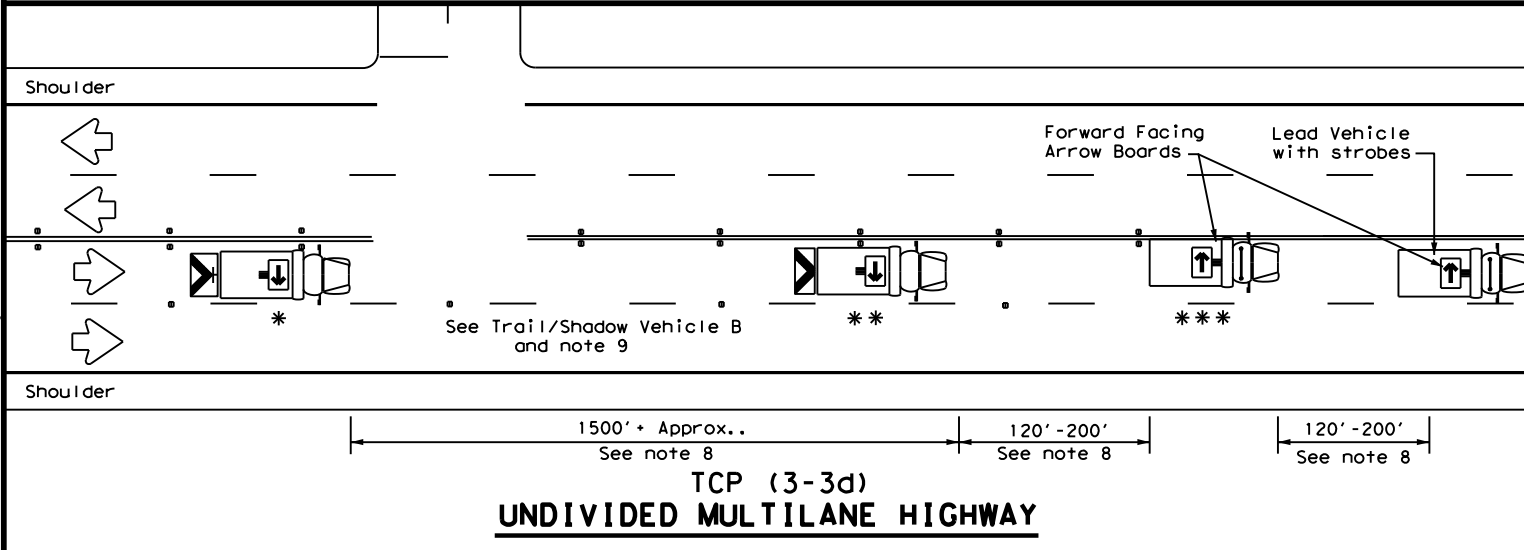 Shoulder
Forward Facing
Arrow Boards
Lead Vehicle
with strobes
*
See Trail/Shadow Vehicle B
and note 9
**
***
Shoulder
1500'+ Approx..
See note 8
120'-200'
See note 8
120'-200'
See note 8
TCP (3-3d)
UNDIVIDED MULTILANE HIGHWAY